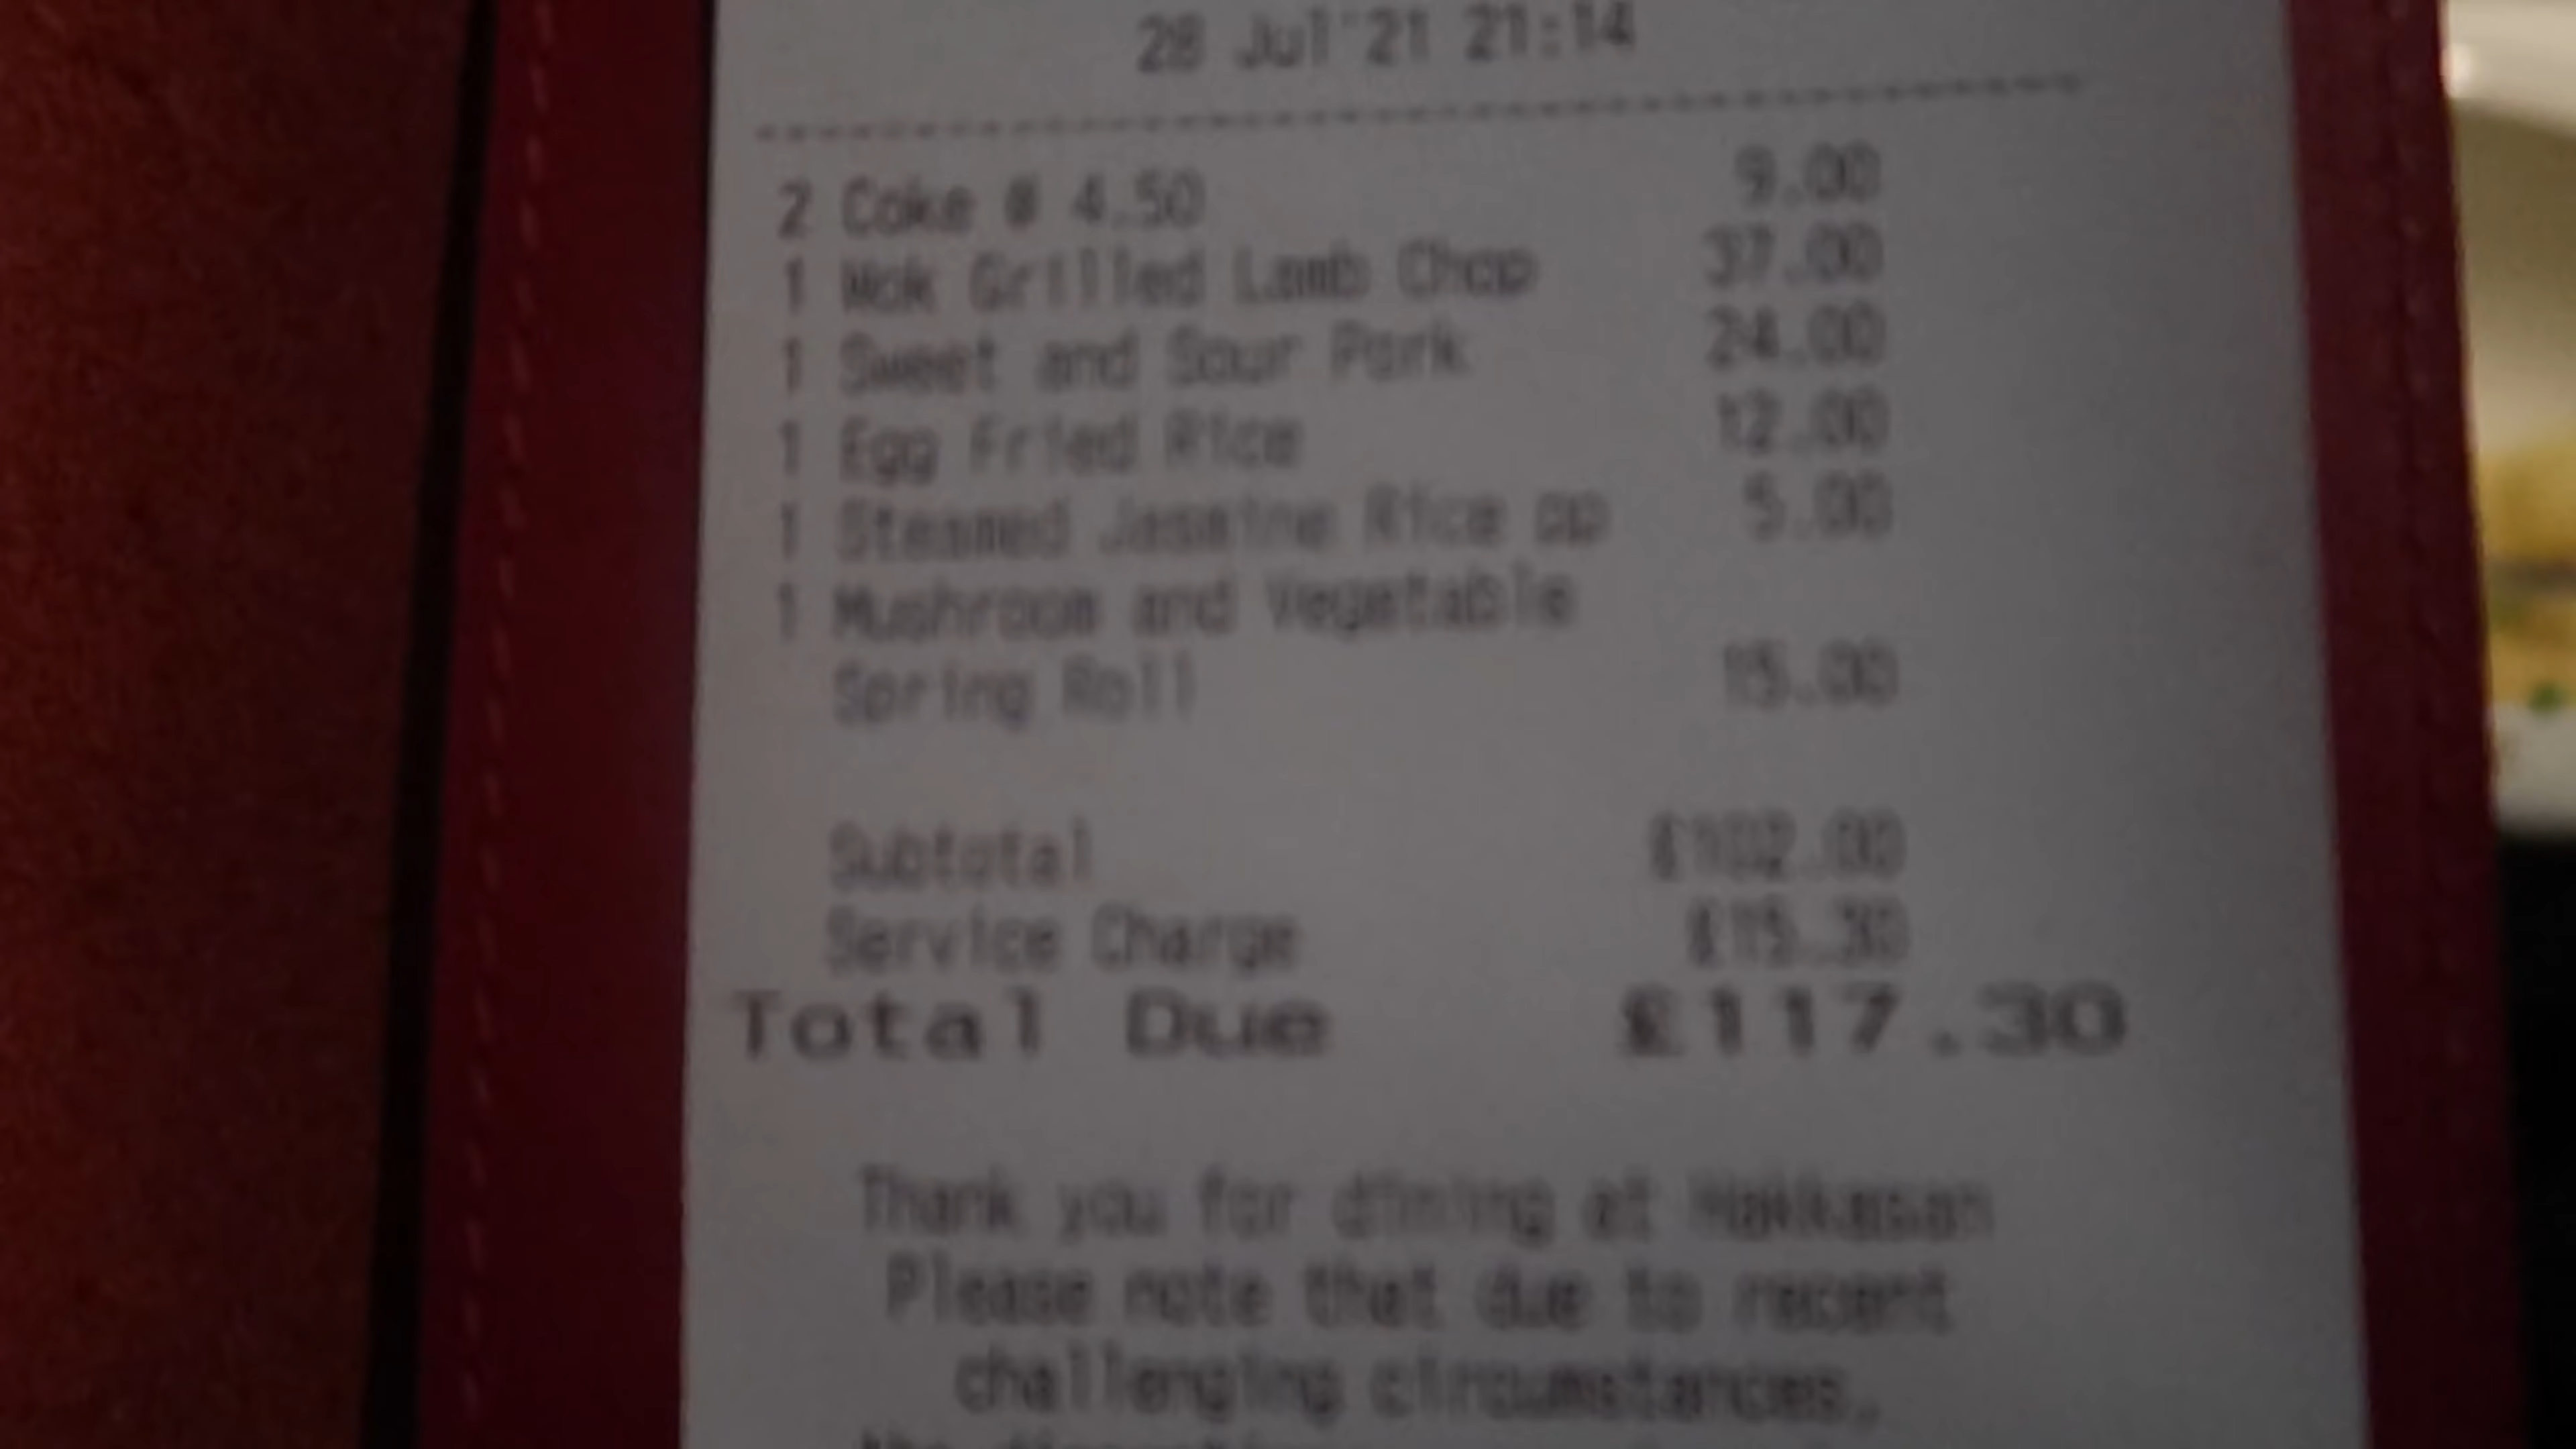 28 Jul'21 21:14
2 Coke @ 4.50 9.00
1 Wok Grilled Lamb Chop 37.00
1 Sweet and Sour Pork 24.00
1 Egg Fried Rice 12.00
1 Steamed Jasmine Rice pp 5.00
1 Mushroom and Vegetable
Spring Roll 15.00
Subtotal £102.00
Service Charge £15.30
Total Due £117.30
Thank you for dining at Hakkasan
Please note that due to recent
challenging circumstances,